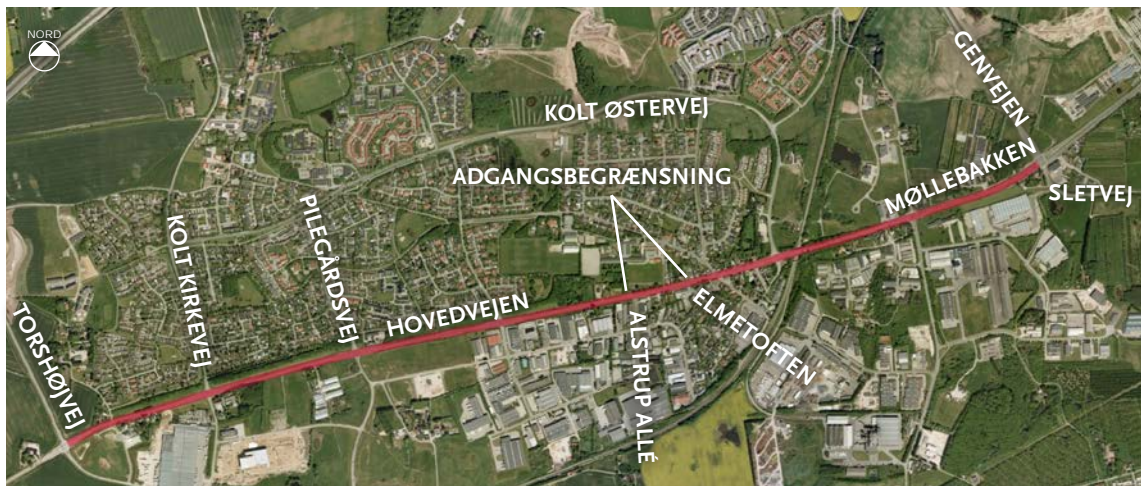 NORD
GENVEJEN
KOLT ØSTERVEJ
ADGANGSBEGRÆNSNING
MØLLEBAKKEN
SLETVEJ
KOLT KIRKEVEJ
PILEGÅRDSVEJ
HOVEDVEJEN
ELMETOFTEN
ALSTRUP ALLÉ
TORSHØJVEJ